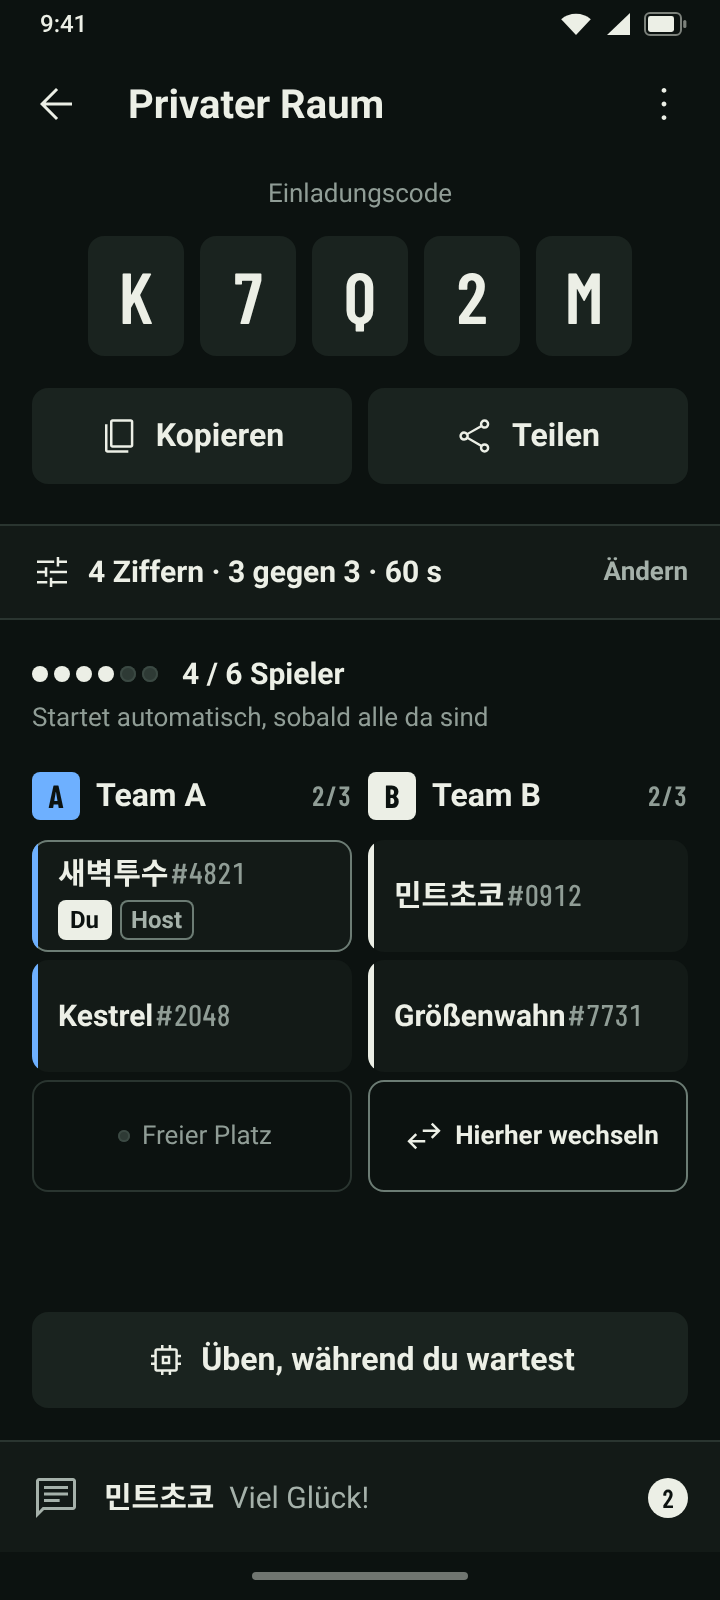 9:41
Privater Raum
Einladungscode
K 7 Q 2 M
Kopieren
Teilen
4 Ziffern · 3 gegen 3 · 60 s
Ändern
4 / 6 Spieler
Startet automatisch, sobald alle da sind
A Team A 2/3
B Team B 2/3
새벽투수#4821
Du Host
민트초코#0912
Kestrel#2048
Größenwahn#7731
Freier Platz
Hierher wechseln
Üben, während du wartest
민트초코 Viel Glück! 2